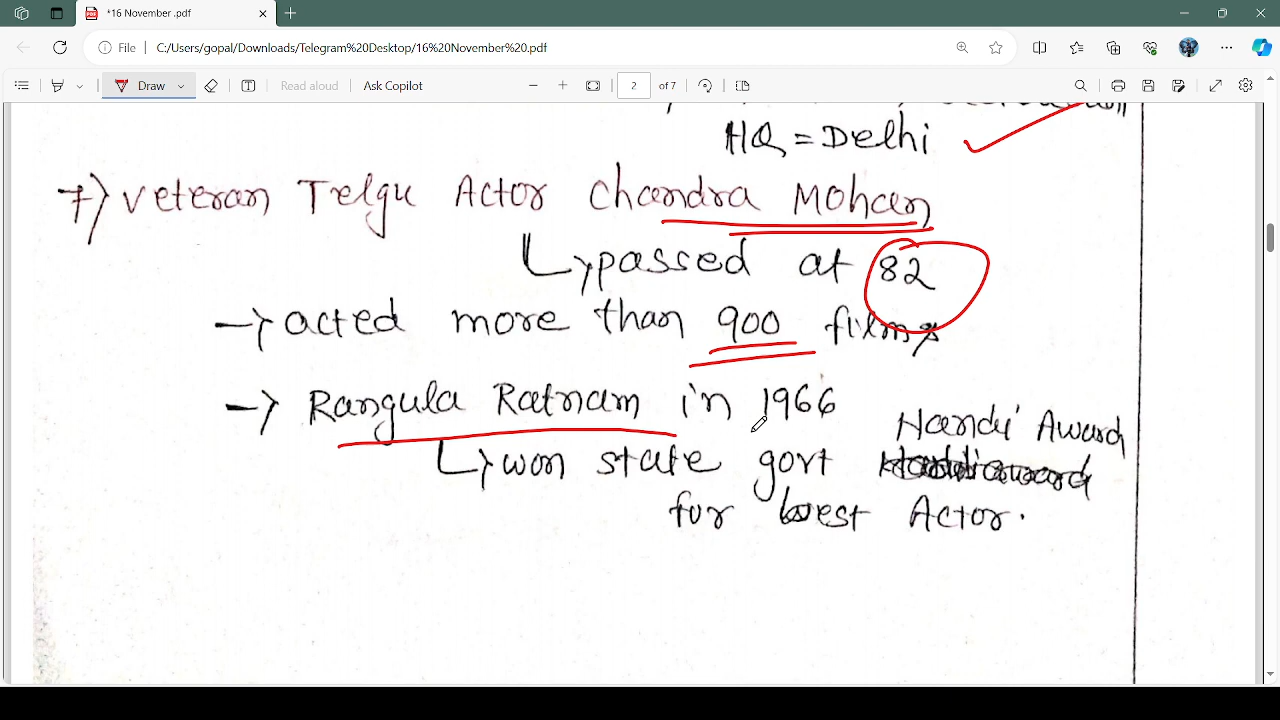 *16 November .pdf
File C:/Users/gopal/Downloads/Telegram%20Desktop/16%20November%20.pdf
Draw Read aloud Ask Copilot 2 of 7
HQ = Delhi
7) Veteran Telgu Actor Chandra Mohan
passed at 82
→ acted more than 900 films
→ Rangula Ratnam in 1966
Nandi Award
won state govt
for best Actor.